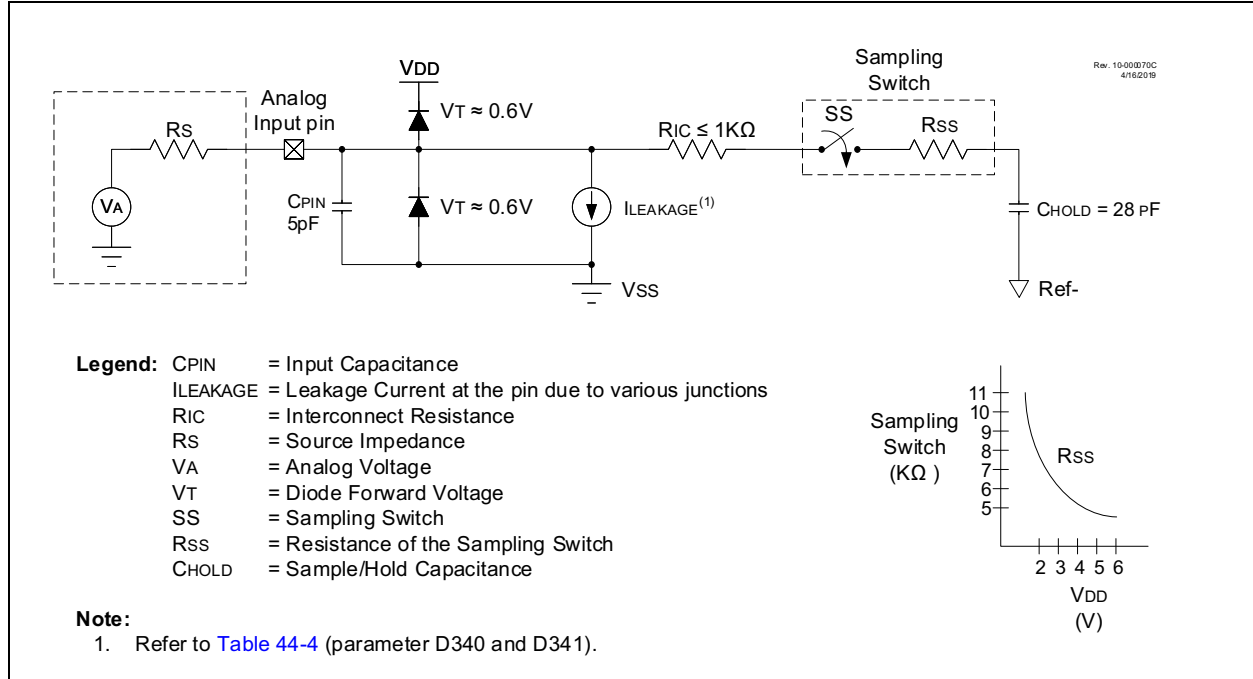 Rev. 10-000070C
4/16/2019
VDD
Sampling
Switch
Analog
Input pin
VT ≈ 0.6V
SS
RSS
RS
RIC ≤ 1KΩ
VA
CPIN
5pF
VT ≈ 0.6V
ILEAKAGE(1)
CHOLD = 28 PF
VSS
Ref-
Legend: CPIN = Input Capacitance
ILEAKAGE = Leakage Current at the pin due to various junctions
RIC = Interconnect Resistance
RS = Source Impedance
VA = Analog Voltage
VT = Diode Forward Voltage
SS = Sampling Switch
RSS = Resistance of the Sampling Switch
CHOLD = Sample/Hold Capacitance
Sampling
Switch
(KΩ )
11
10
9
8
7
6
5
RSS
2 3 4 5 6
VDD
(V)
Note:
1. Refer to Table 44-4 (parameter D340 and D341).